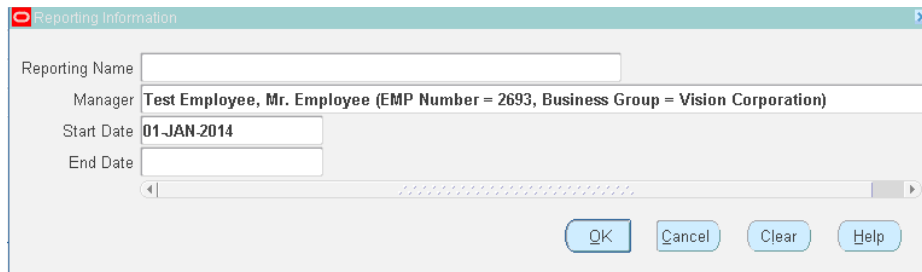 Reporting Information
Reporting Name
Manager Test Employee, Mr. Employee (EMP Number = 2693, Business Group = Vision Corporation)
Start Date 01-JAN-2014
End Date
OK Cancel Clear Help